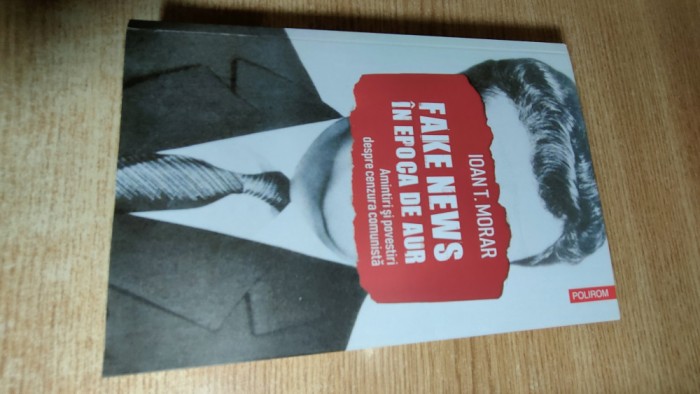 IOAN T. MORAR
FAKE NEWS
ÎN EPOCA DE AUR
Amintiri și povestiri
despre cenzura comunistă
POLIROM